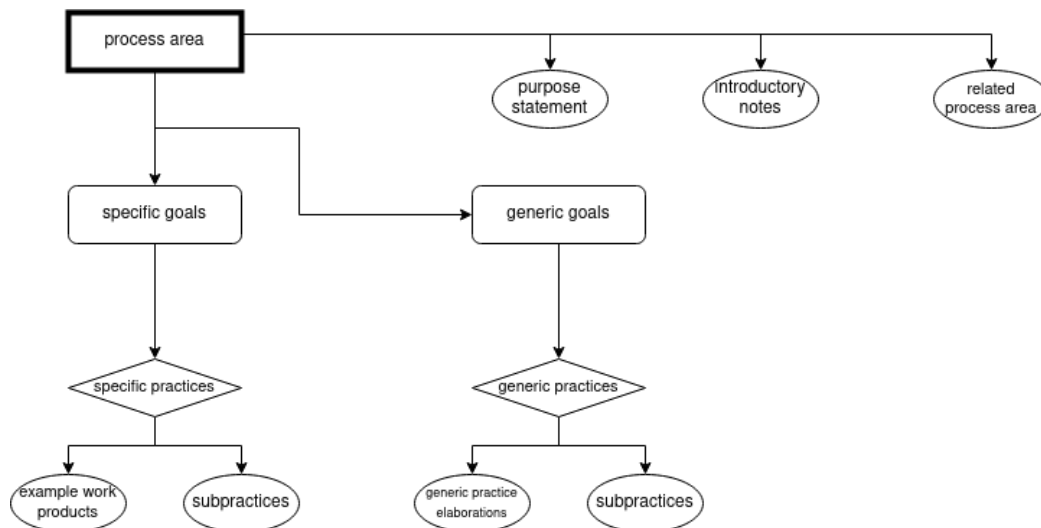 process area
purpose
statement
introductory
notes
related
process area
specific goals
generic goals
specific practices
generic practices
example work
products
subpractices
generic practice
elaborations
subpractices